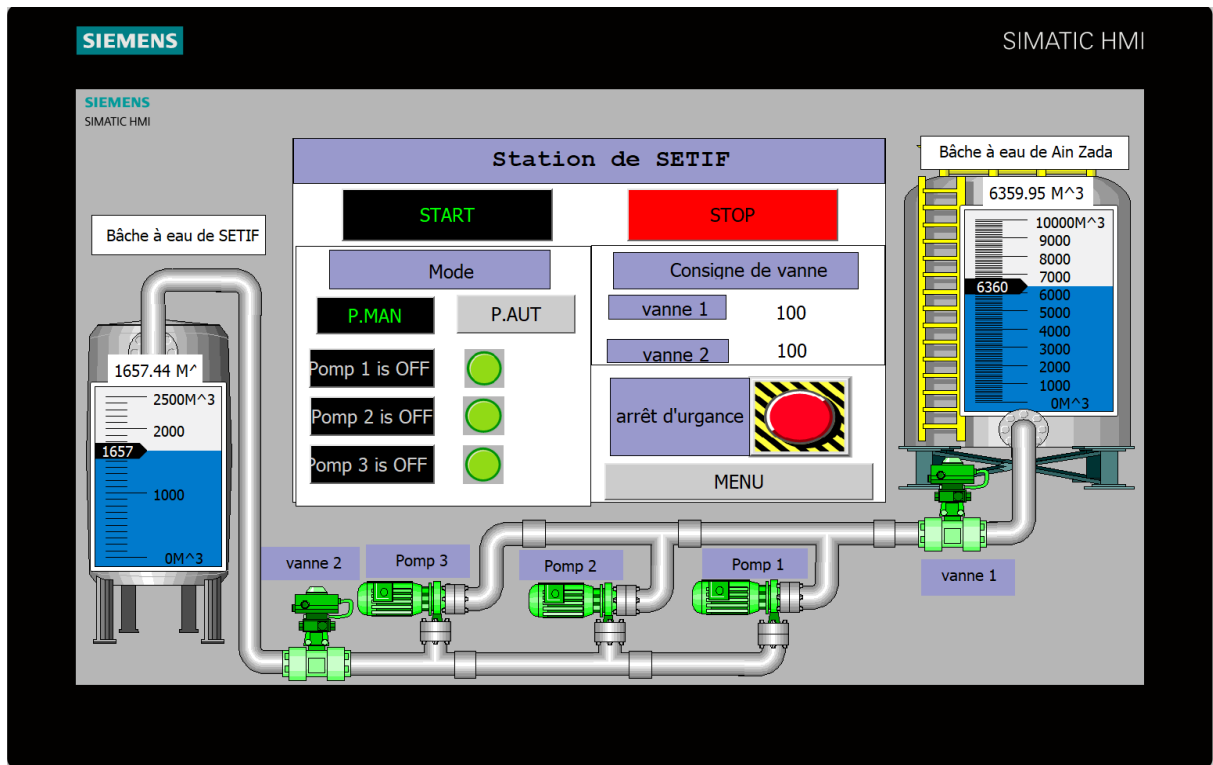 SIEMENS
SIMATIC HMI
SIEMENS
SIMATIC HMI
Station de SETIF
Bâche à eau de Ain Zada
START
STOP
6359.95 M^3
Bâche à eau de SETIF
Mode
Consigne de vanne
10000M^3
9000
8000
7000
6360
6000
5000
4000
3000
2000
1000
0M^3
P.MAN
P.AUT
vanne 1
100
vanne 2
100
1657.44 M^
2500M^3
2000
1657
1000
0M^3
Pomp 1 is OFF
Pomp 2 is OFF
Pomp 3 is OFF
arrêt d'urgance
MENU
vanne 2
Pomp 3
Pomp 2
Pomp 1
vanne 1